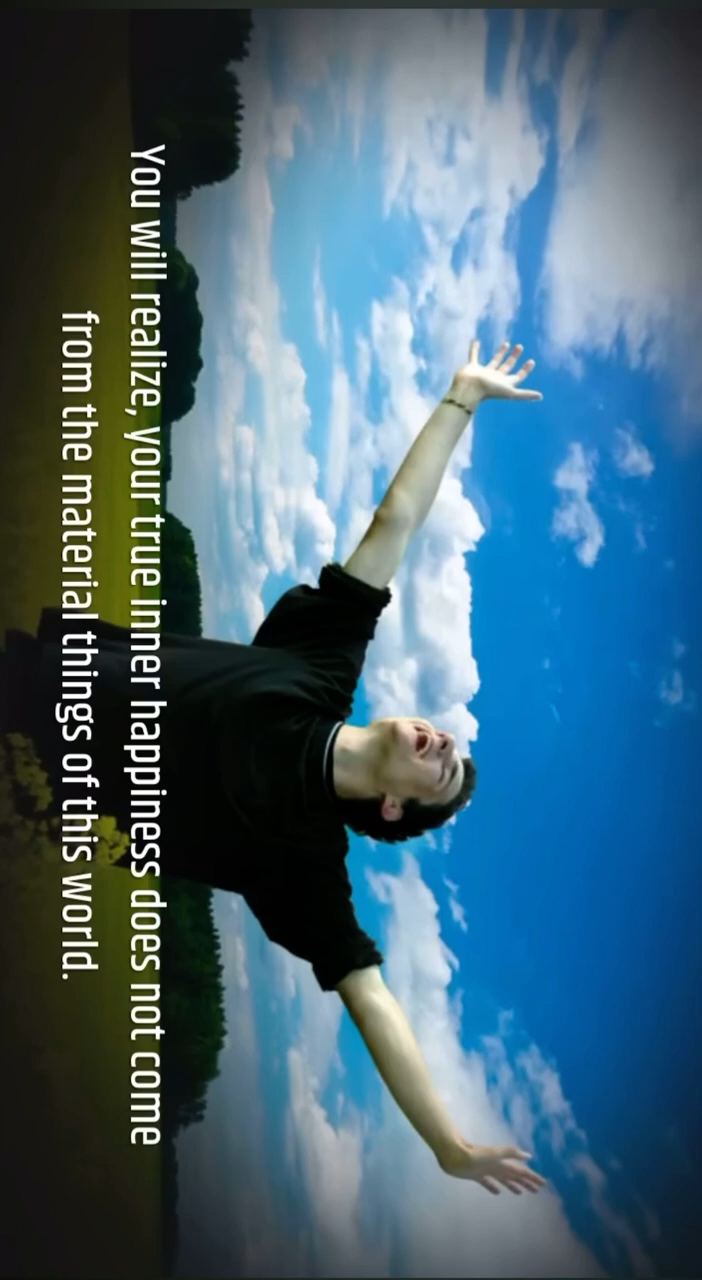 You will realize, your true inner happiness does not come
from the material things of this world.